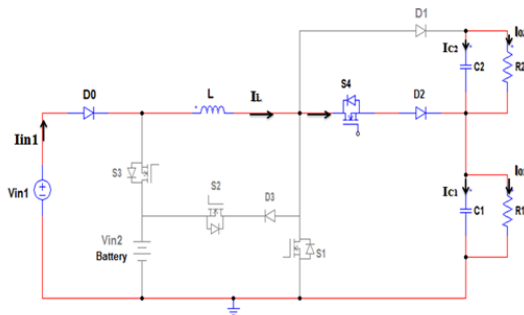 D1
IC2
Io2
C2
R2
D0
L
IL
S4
D2
Iin1
S3
S2
D3
IC1
Vin1
Vin2
Battery
S1
C1
R1